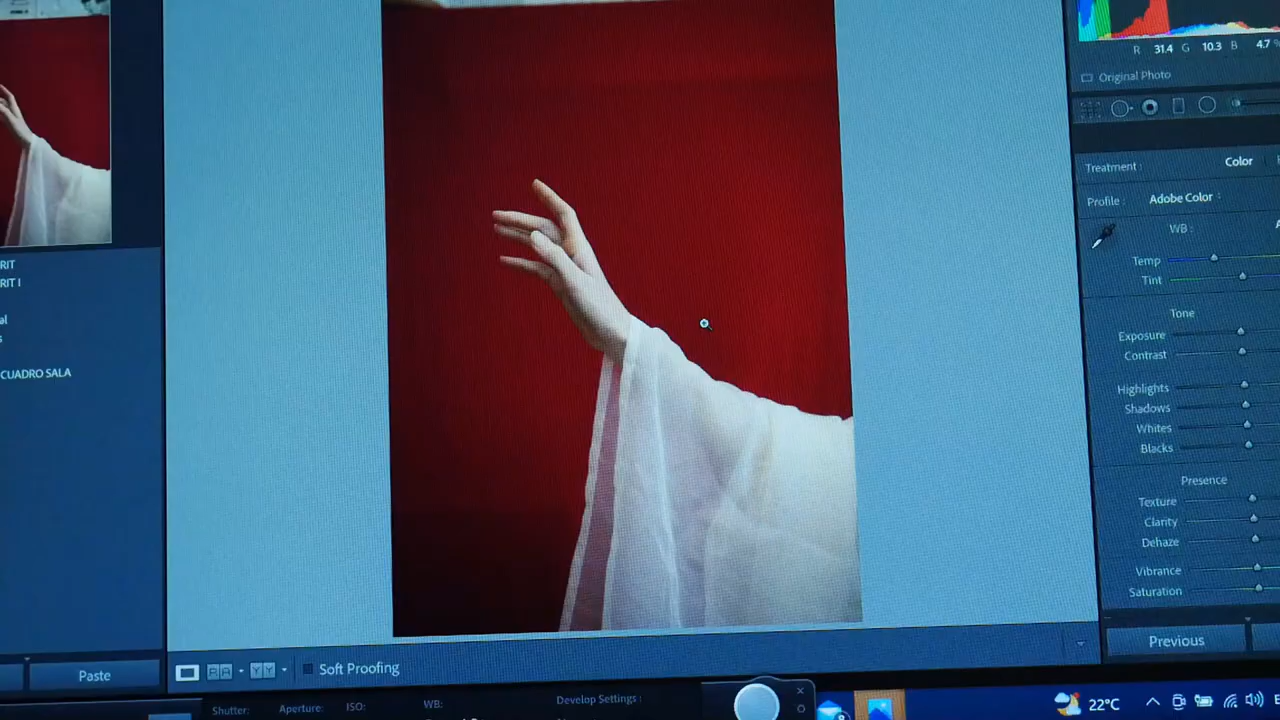 R 31.4 G 10.3 B 4.7
Original Photo
Treatment : Color
Profile : Adobe Color
WB :
Temp
Tint
Tone
Exposure
Contrast
Highlights
Shadows
Whites
Blacks
Presence
Texture
Clarity
Dehaze
Vibrance
Saturation
Previous
RIT
RIT I
CUADRO SALA
Paste
Soft Proofing
Shutter: Aperture: ISO: WB: Develop Settings :
22°C